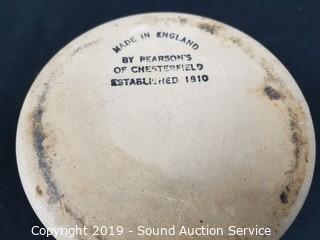 MADE IN ENGLAND
BY PEARSON'S
OF CHESTERFIELD
ESTABLISHED 1810
Copyright 2019 - Sound Auction Service